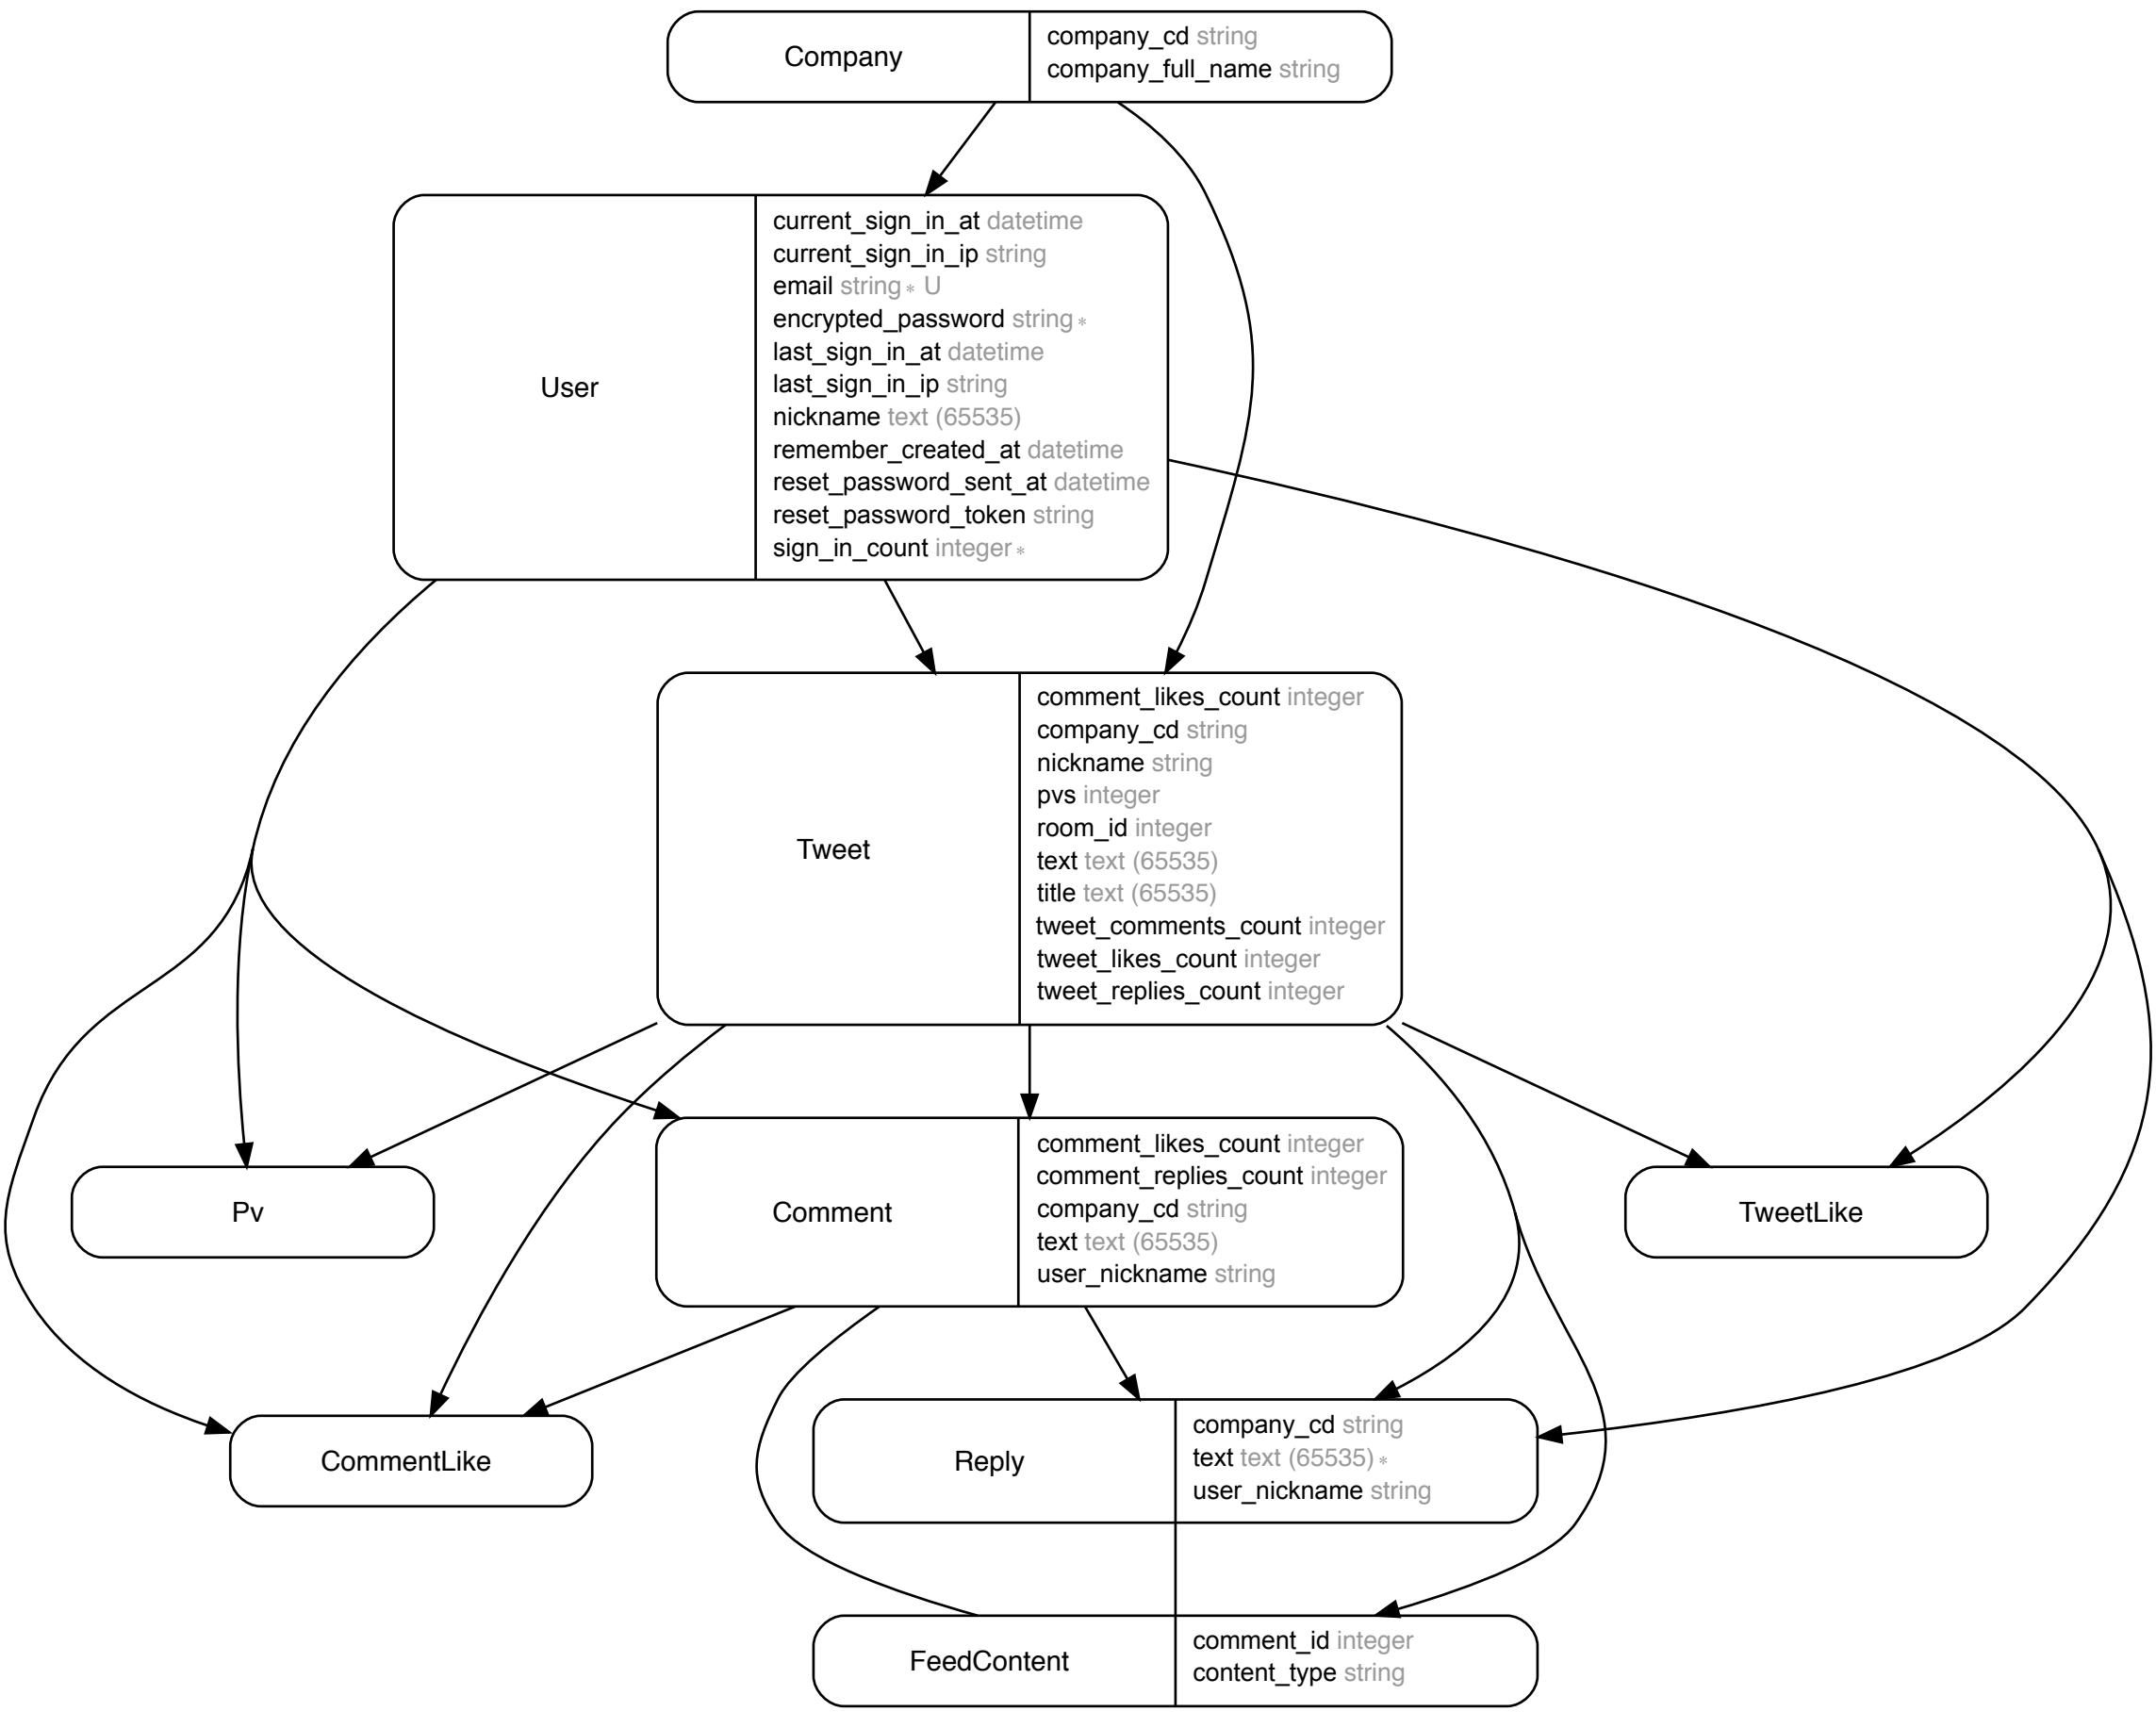 Company
company_cd string
company_full_name string
User
current_sign_in_at datetime
current_sign_in_ip string
email string * U
encrypted_password string *
last_sign_in_at datetime
last_sign_in_ip string
nickname text (65535)
remember_created_at datetime
reset_password_sent_at datetime
reset_password_token string
sign_in_count integer *
Tweet
comment_likes_count integer
company_cd string
nickname string
pvs integer
room_id integer
text text (65535)
title text (65535)
tweet_comments_count integer
tweet_likes_count integer
tweet_replies_count integer
Pv
Comment
comment_likes_count integer
comment_replies_count integer
company_cd string
text text (65535)
user_nickname string
TweetLike
CommentLike
Reply
company_cd string
text text (65535) *
user_nickname string
FeedContent
comment_id integer
content_type string